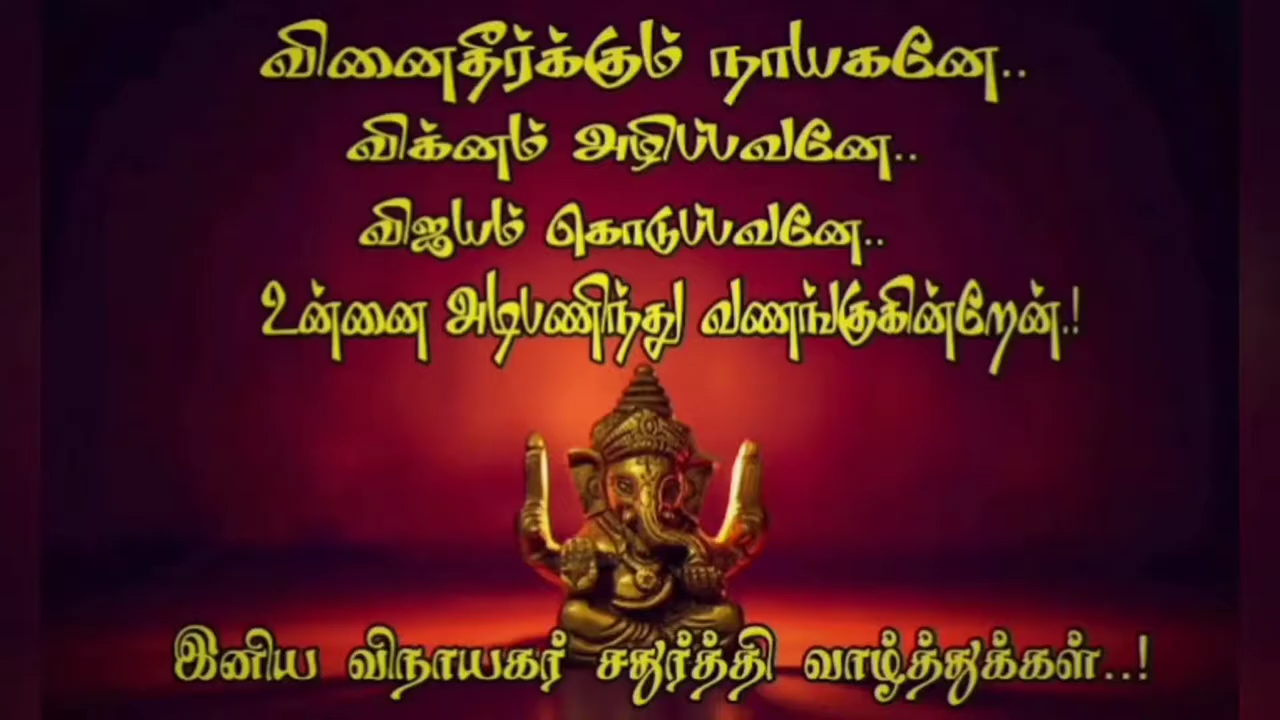 வினைதீர்க்கும் நாயகனே..
விக்னம் அழிப்பவனே..
விஜயம் கொடுப்பவனே..
உன்னை அடிபணிந்து வணங்குகின்றேன்.!
இனிய விநாயகர் சதுர்த்தி வாழ்த்துக்கள்..!